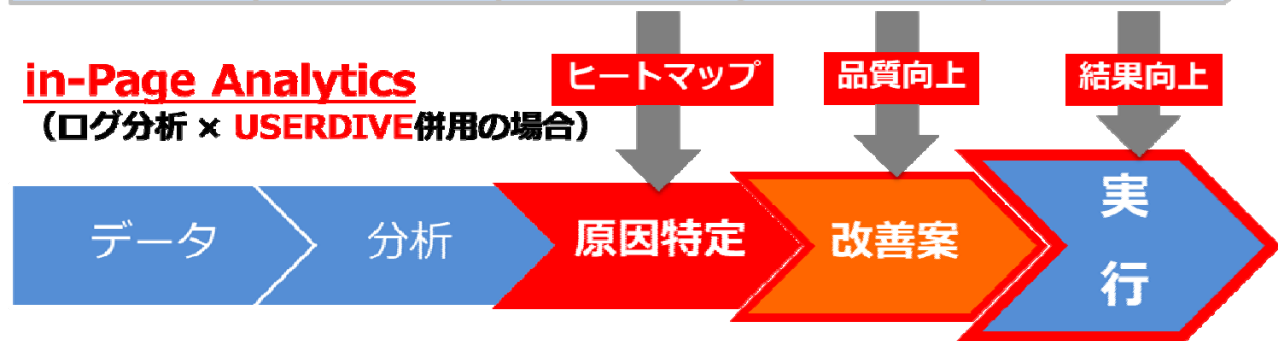 ヒートマップ
品質向上
結果向上
in-Page Analytics
（ログ分析 × USERDIVE併用の場合）
データ
分析
原因特定
改善案
実行